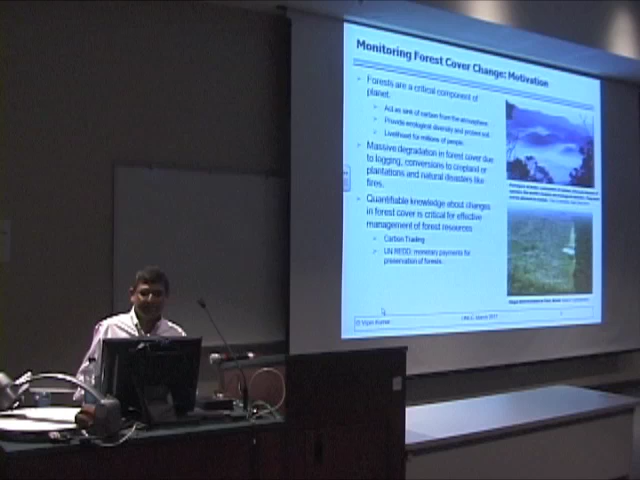 Monitoring Forest Cover Change: Motivation
Forests are a critical component of
planet.
Act as sink of carbon from the atmosphere.
Provide ecological diversity and protect soil.
Livelihood for millions of people.
Massive degradation in forest cover due
to logging, conversions to cropland or
plantations and natural disasters like
fires.
Quantifiable knowledge about changes
in forest cover is critical for effective
management of forest resources
Carbon Trading
UN REDD: monetary payments for
preservation of forests.
© Vipin Kumar